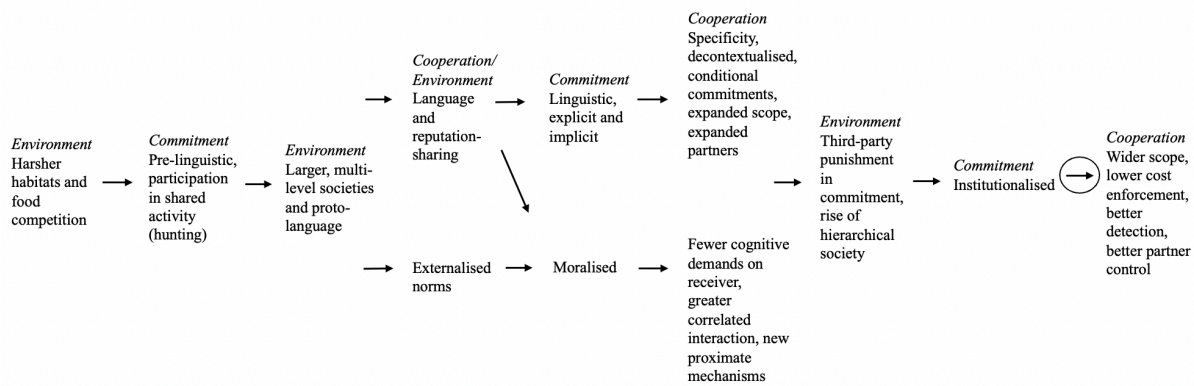 Environment
Harsher
habitats and
food
competition
Commitment
Pre-linguistic,
participation
in shared
activity
(hunting)
Environment
Larger, multi-
level societies
and proto-
language
Cooperation/
Environment
Language
and
reputation-
sharing
Commitment
Linguistic,
explicit and
implicit
Cooperation
Specificity,
decontextualised,
conditional
commitments,
expanded scope,
expanded
partners
Externalised
norms
Moralised
Fewer cognitive
demands on
receiver,
greater
correlated
interaction, new
proximate
mechanisms
Environment
Third-party
punishment
in
commitment,
rise of
hierarchical
society
Commitment
Institutionalised
Cooperation
Wider scope,
lower cost
enforcement,
better
detection,
better partner
control